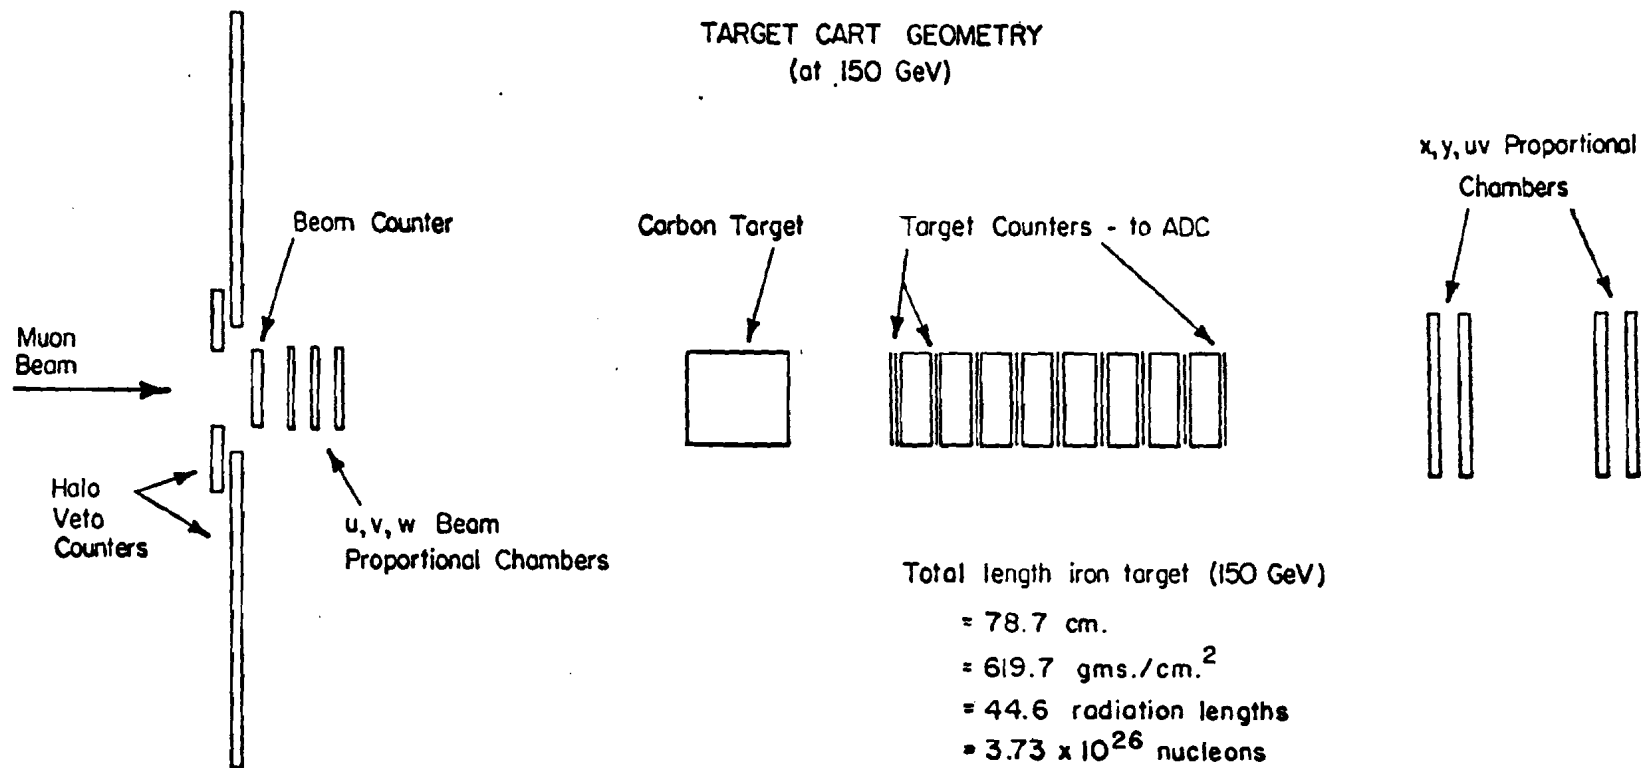 TARGET CART GEOMETRY
(at 150 GeV)
x, y, uv Proportional
Chambers
Beam Counter
Carbon Target
Target Counters - to ADC
Muon
Beam
Halo
Veto
Counters
u, v, w Beam
Proportional Chambers
Total length iron target (150 GeV)
= 78.7 cm.
= 619.7 gms./cm.²
= 44.6 radiation lengths
= 3.73 x 10²⁶ nucleons